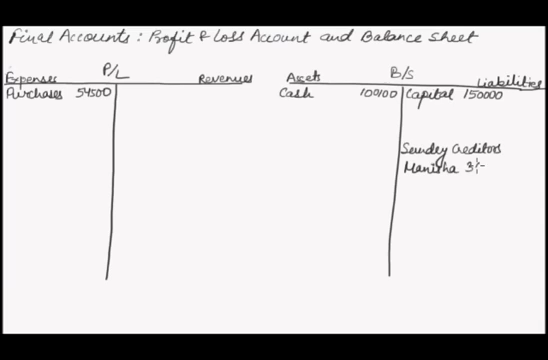 Final Accounts : Profit & Loss Account and Balance Sheet
P/L
Expenses Revenues
Purchases 54500
B/S
Assets Liabilities
Cash 100100 Capital 150000
Sundry Creditors
Manisha